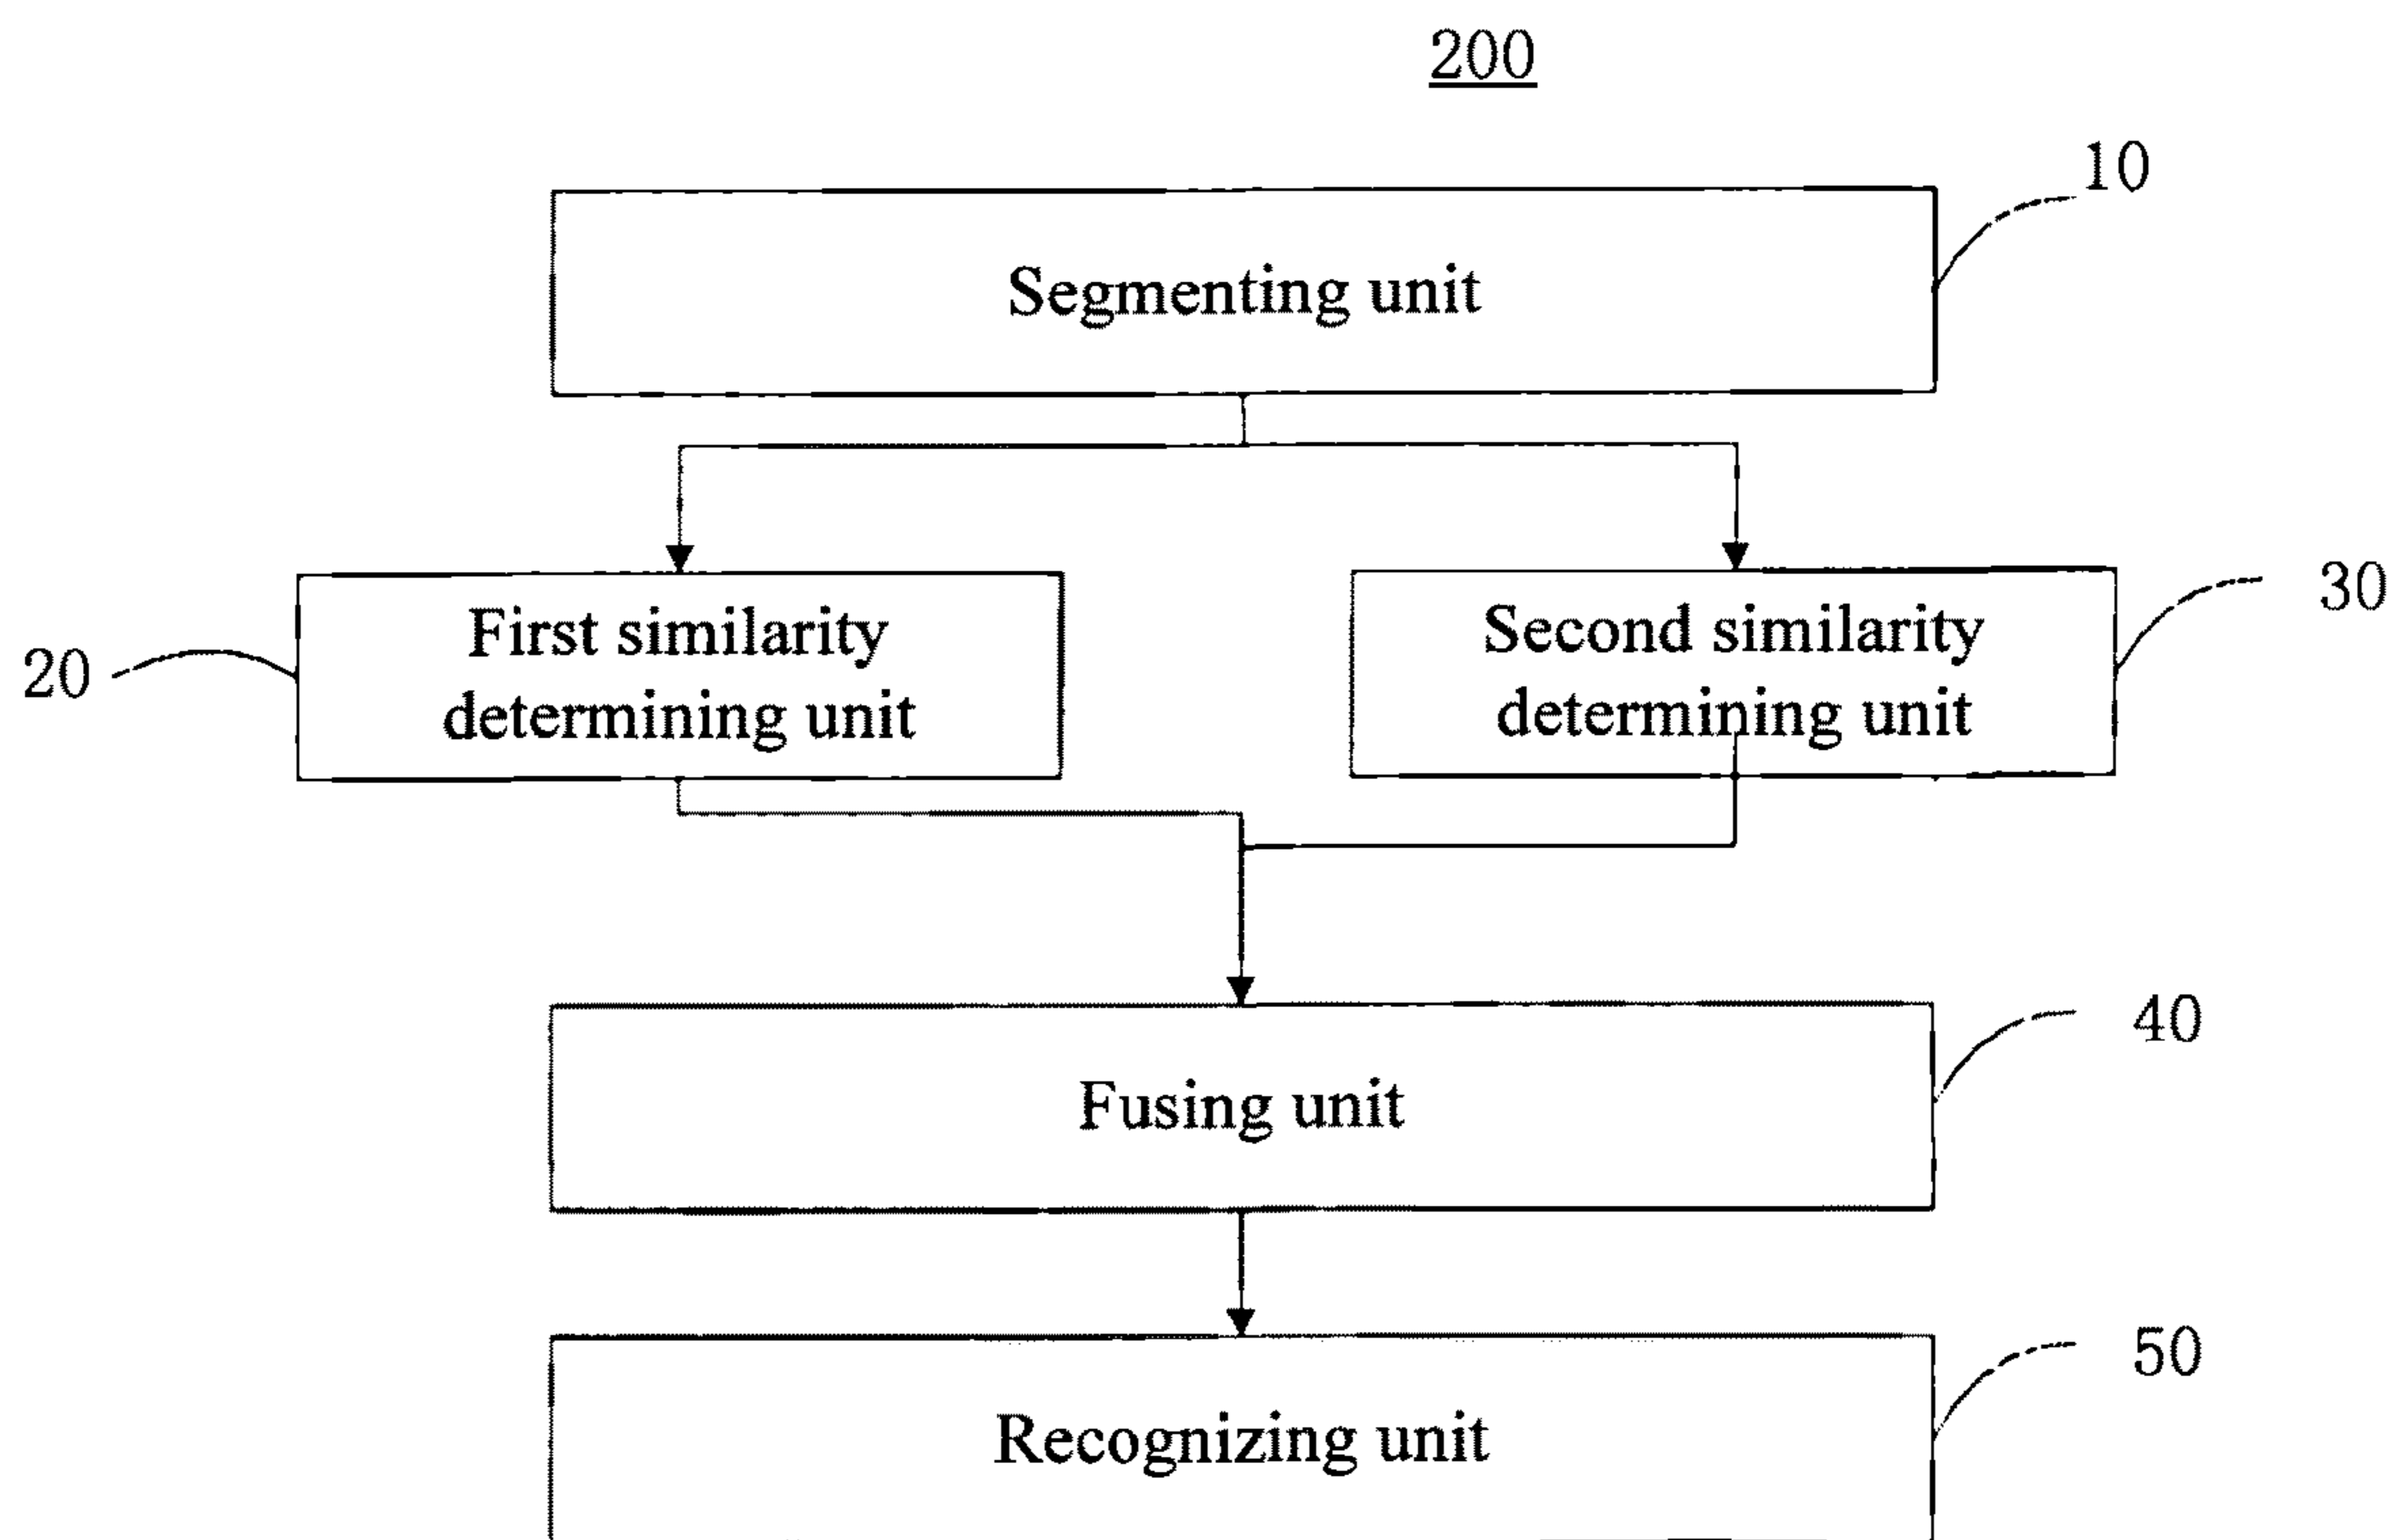 200
10
Segmenting unit
First similarity
determining unit
20
Second similarity
determining unit
30
40
Fusing unit
50
Recognizing unit